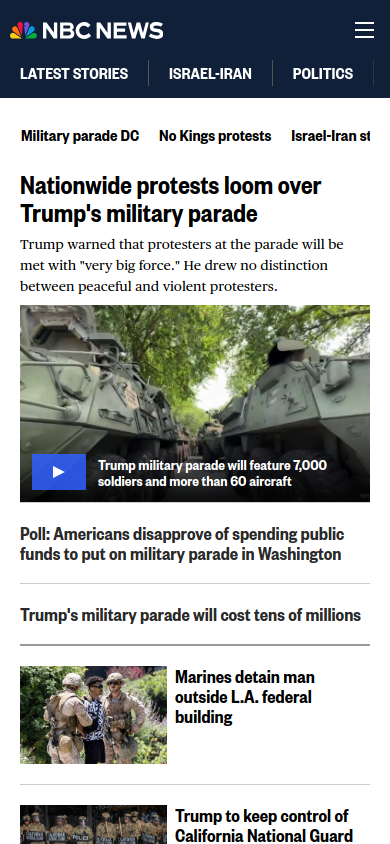 NBC NEWS
LATEST STORIES
ISRAEL-IRAN
POLITICS
Military parade DC
No Kings protests
Israel-Iran st
Nationwide protests loom over
Trump's military parade
Trump warned that protesters at the parade will be
met with "very big force." He drew no distinction
between peaceful and violent protesters.
Trump military parade will feature 7,000
soldiers and more than 60 aircraft
Poll: Americans disapprove of spending public
funds to put on military parade in Washington
Trump's military parade will cost tens of millions
Marines detain man
outside L.A. federal
building
Trump to keep control of
California National Guard